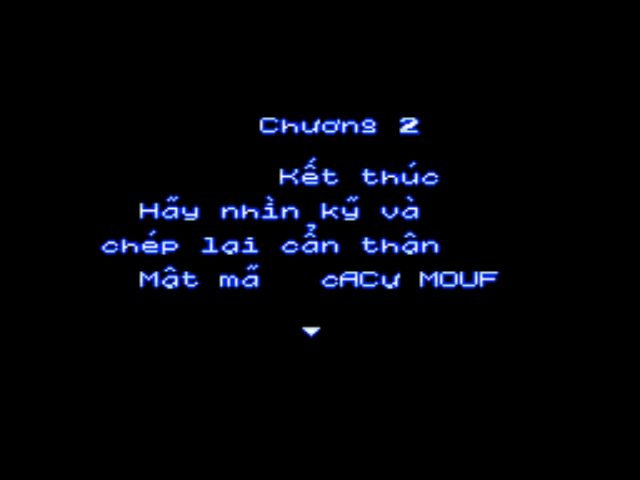 Chương 2
Kết thúc
Hãy nhìn kỹ và
chép lại cẩn thận
Mật mã cACự MOUF